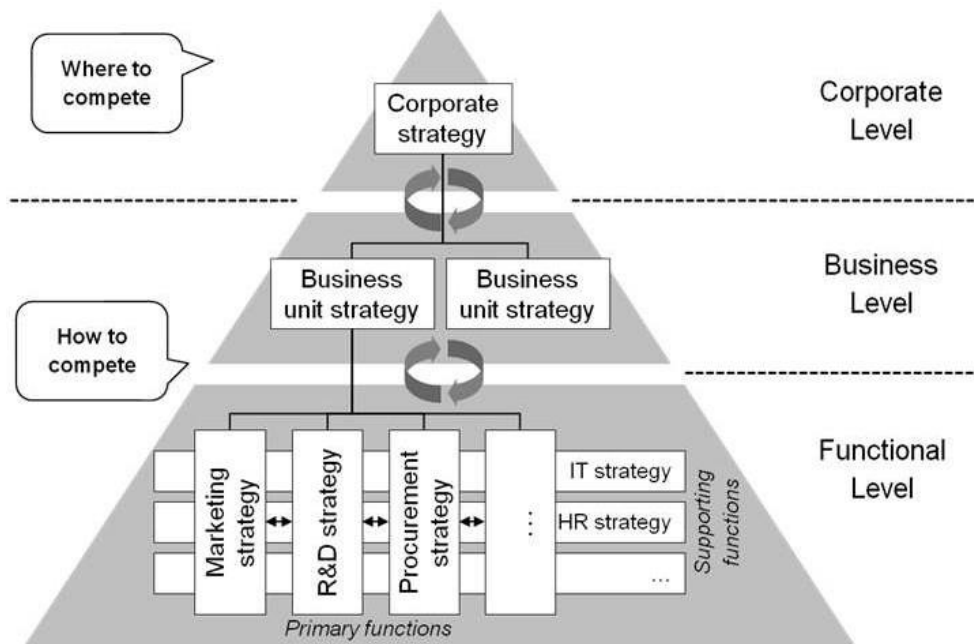 Where to
compete
Corporate
strategy
Corporate
Level
Business
unit strategy
Business
unit strategy
Business
Level
How to
compete
Marketing
strategy
R&D strategy
Procurement
strategy
...
IT strategy
HR strategy
...
Supporting
functions
Functional
Level
Primary functions